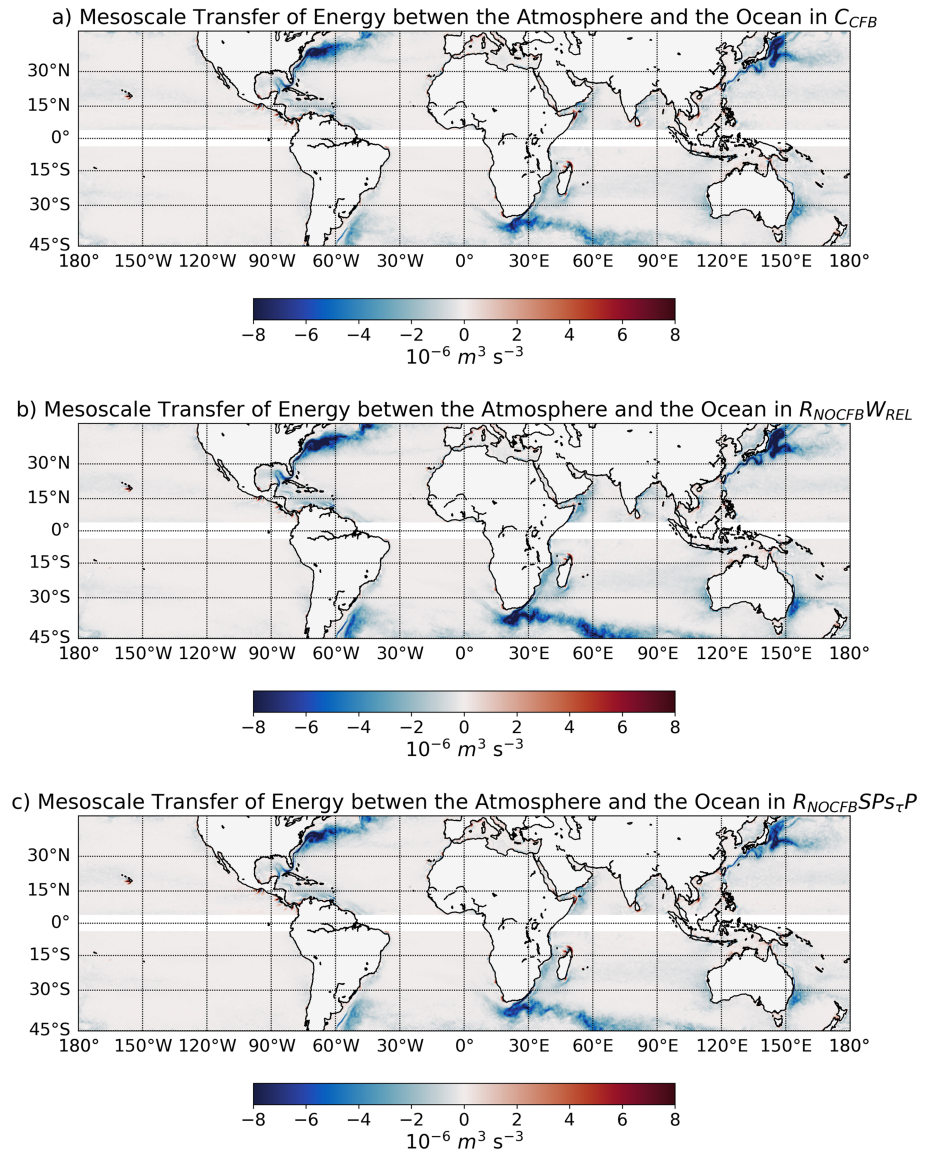 a) Mesoscale Transfer of Energy betwen the Atmosphere and the Ocean in C_CFB
30°N
15°N
0°
15°S
30°S
45°S
180° 150°W 120°W 90°W 60°W 30°W 0° 30°E 60°E 90°E 120°E 150°E 180°
−8 −6 −4 −2 0 2 4 6 8
10⁻⁶ m³ s⁻³
b) Mesoscale Transfer of Energy betwen the Atmosphere and the Ocean in R_NOCFB W_REL
30°N
15°N
0°
15°S
30°S
45°S
180° 150°W 120°W 90°W 60°W 30°W 0° 30°E 60°E 90°E 120°E 150°E 180°
−8 −6 −4 −2 0 2 4 6 8
10⁻⁶ m³ s⁻³
c) Mesoscale Transfer of Energy betwen the Atmosphere and the Ocean in R_NOCFB SPs_τP
30°N
15°N
0°
15°S
30°S
45°S
180° 150°W 120°W 90°W 60°W 30°W 0° 30°E 60°E 90°E 120°E 150°E 180°
−8 −6 −4 −2 0 2 4 6 8
10⁻⁶ m³ s⁻³